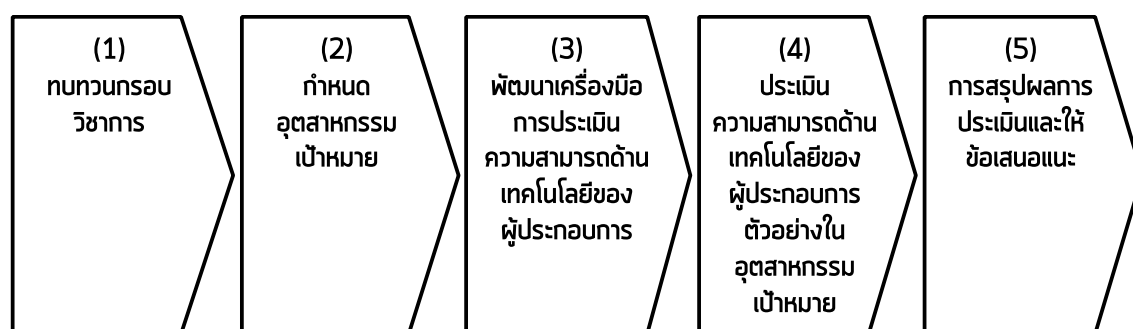 (1)
ทบทวนกรอบ
วิชาการ
(2)
กำหนด
อุตสาหกรรม
เป้าหมาย
(3)
พัฒนาเครื่องมือ
การประเมิน
ความสามารถด้าน
เทคโนโลยีของ
ผู้ประกอบการ
(4)
ประเมิน
ความสามารถด้าน
เทคโนโลยีของ
ผู้ประกอบการ
ตัวอย่างใน
อุตสาหกรรม
เป้าหมาย
(5)
การสรุปผลการ
ประเมินและให้
ข้อเสนอแนะ